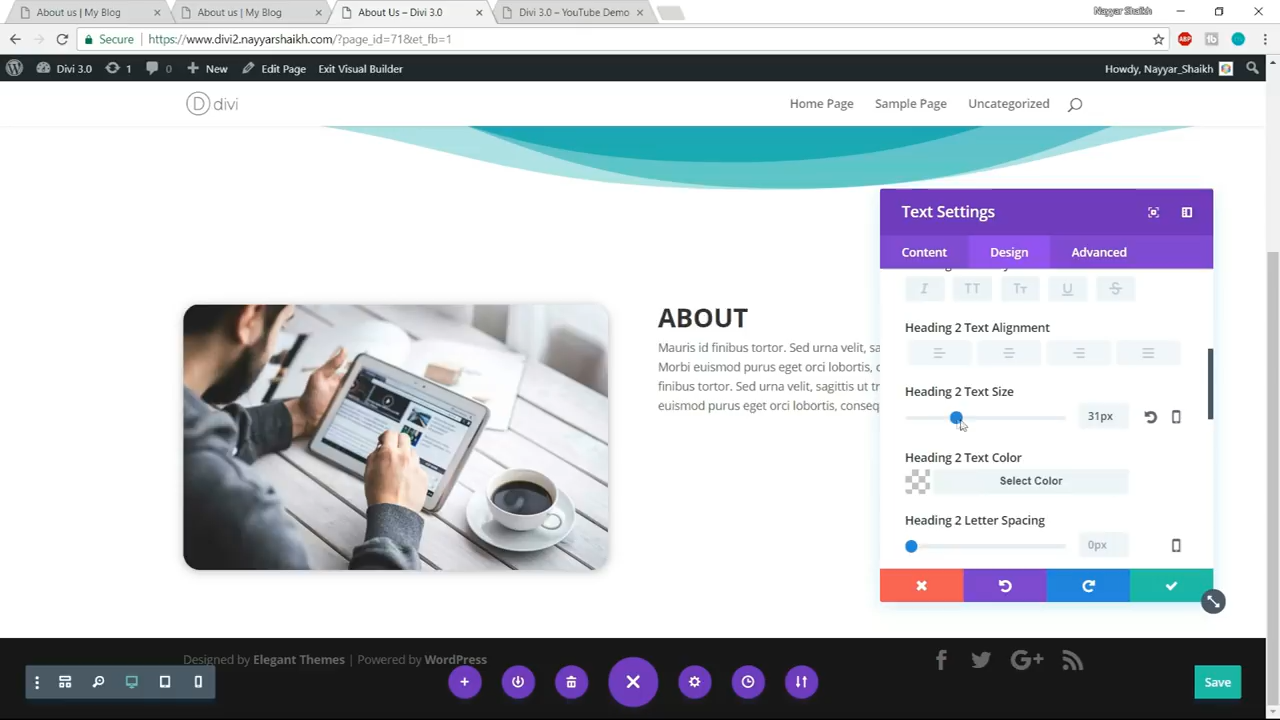 About us | My Blog
About us | My Blog
About Us – Divi 3.0
Divi 3.0 – YouTube Demo
Nayyar Shaikh
Secure
https://www.divi2.nayyarshaikh.com/?page_id=71&et_fb=1
ABP
tb
Divi 3.0
1
0
New
Edit Page
Exit Visual Builder
Howdy, Nayyar_Shaikh
D divi
Home Page
Sample Page
Uncategorized
Text Settings
Content
Design
Advanced
I
TT
Tт
U
S
Heading 2 Text Alignment
Heading 2 Text Size
31px
Heading 2 Text Color
Select Color
Heading 2 Letter Spacing
0px
ABOUT
Mauris id finibus tortor. Sed urna velit, sa
Morbi euismod purus eget orci lobortis, c
finibus tortor. Sed urna velit, sagittis ut tr
euismod purus eget orci lobortis, conseq
Designed by Elegant Themes | Powered by WordPress
Save